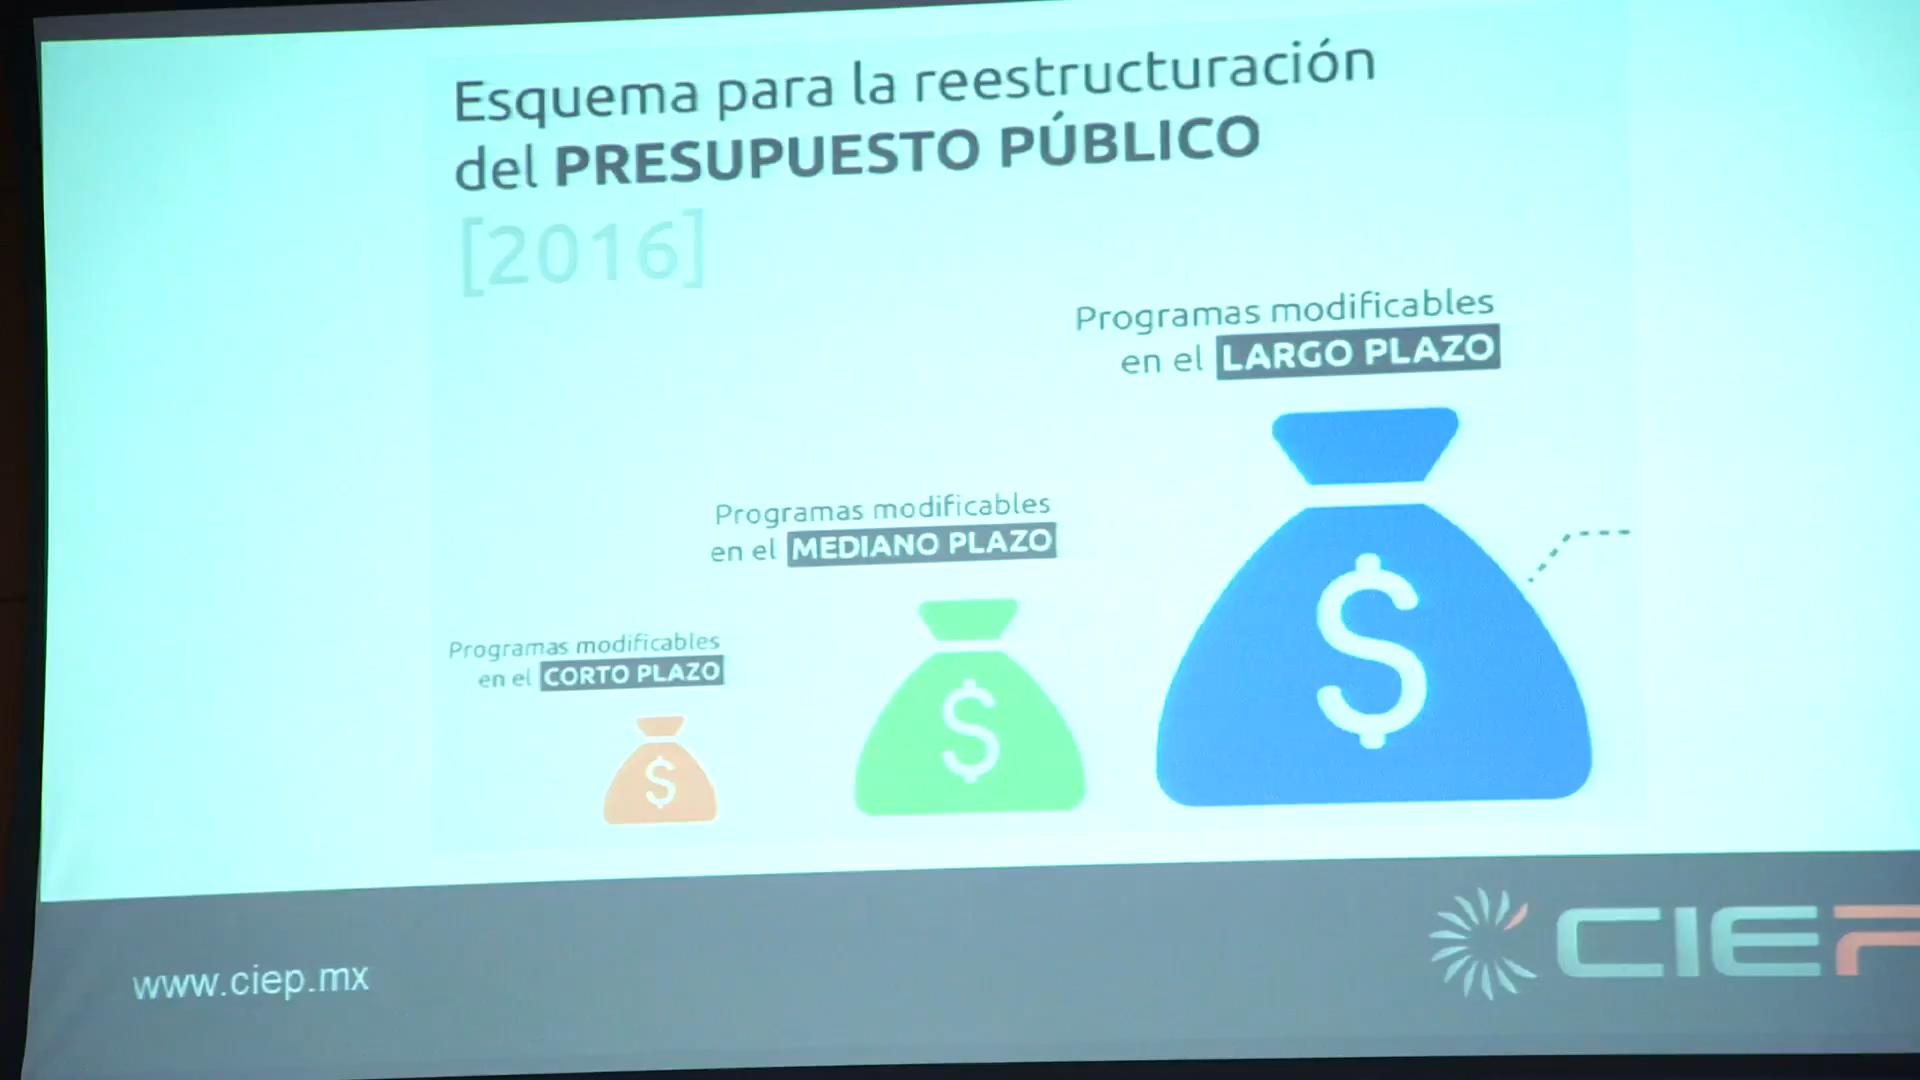 Esquema para la reestructuración
del PRESUPUESTO PÚBLICO
[2016]
Programas modificables
en el LARGO PLAZO
Programas modificables
en el MEDIANO PLAZO
Programas modificables
en el CORTO PLAZO
$
$
$
www.ciep.mx
CIEP